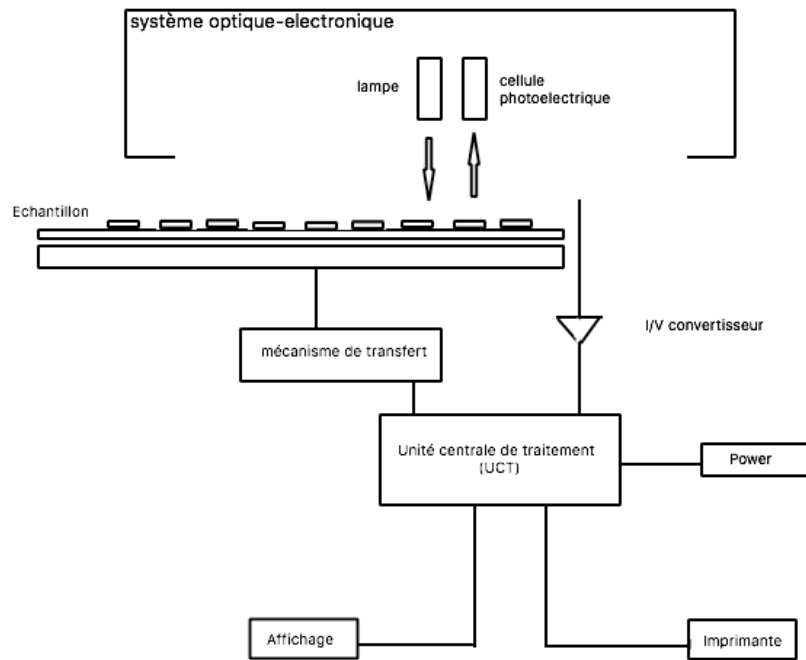 système optique-electronique
lampe
cellule
photoelectrique
Echantillon
I/V convertisseur
mécanisme de transfert
Unité centrale de traitement
(UCT)
Power
Affichage
Imprimante